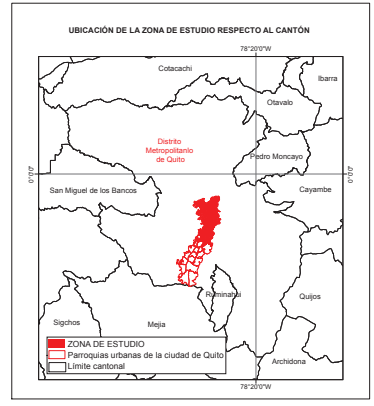 UBICACIÓN DE LA ZONA DE ESTUDIO RESPECTO AL CANTÓN
78°20'0"W
Cotacachi
Ibarra
Otavalo
Distrito
Metropolitanlo
de Quito
Pedro Moncayo
0°0'0"
0°0'0"
San Miguel de los Bancos
Cayambe
Rumiñahui
Quijos
Sigchos
Mejia
ZONA DE ESTUDIO
Parroquias urbanas de la ciudad de Quito
Límite cantonal
Archidona
78°20'0"W